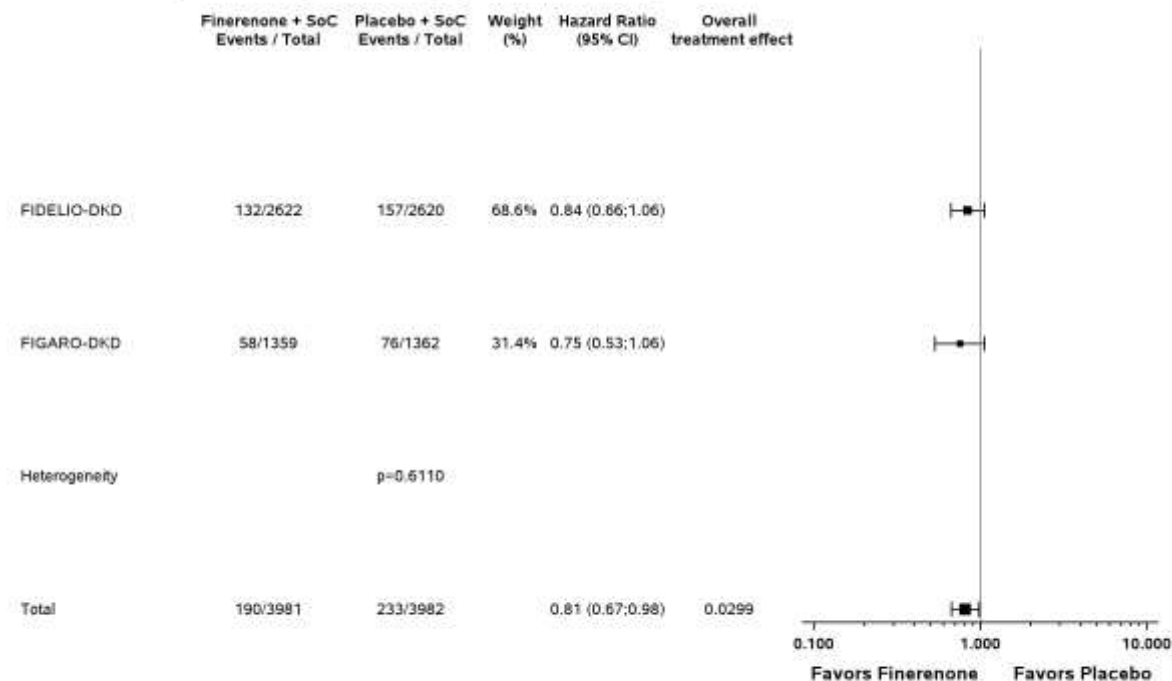 Finerenone + SoC Placebo + SoC Weight Hazard Ratio Overall
Events / Total Events / Total (%) (95% CI) treatment effect
FIDELIO-DKD 132/2622 157/2620 68.6% 0.84 (0.66;1.06)
FIGARO-DKD 58/1359 76/1362 31.4% 0.75 (0.53;1.06)
Heterogeneity p=0.6110
Total 190/3981 233/3982 0.81 (0.67;0.98) 0.0299
0.100 1.000 10.000
Favors Finerenone Favors Placebo